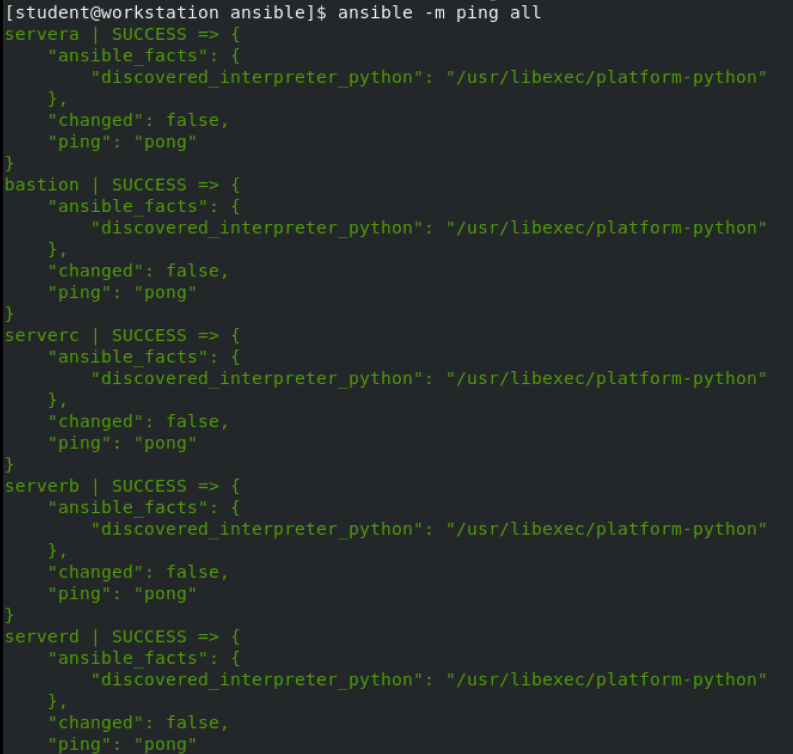 [student@workstation ansible]$ ansible -m ping all
servera | SUCCESS => {
    "ansible_facts": {
        "discovered_interpreter_python": "/usr/libexec/platform-python"
    },
    "changed": false,
    "ping": "pong"
}
bastion | SUCCESS => {
    "ansible_facts": {
        "discovered_interpreter_python": "/usr/libexec/platform-python"
    },
    "changed": false,
    "ping": "pong"
}
serverc | SUCCESS => {
    "ansible_facts": {
        "discovered_interpreter_python": "/usr/libexec/platform-python"
    },
    "changed": false,
    "ping": "pong"
}
serverb | SUCCESS => {
    "ansible_facts": {
        "discovered_interpreter_python": "/usr/libexec/platform-python"
    },
    "changed": false,
    "ping": "pong"
}
serverd | SUCCESS => {
    "ansible_facts": {
        "discovered_interpreter_python": "/usr/libexec/platform-python"
    },
    "changed": false,
    "ping": "pong"